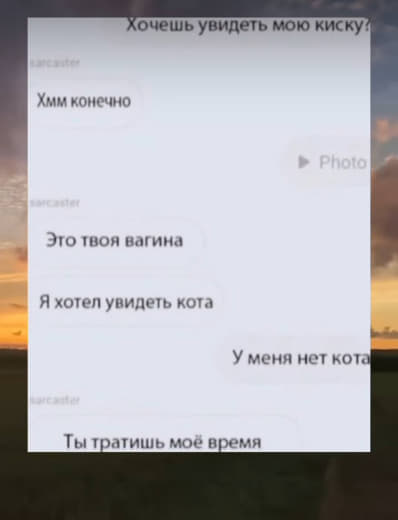 Хочешь увидеть мою киску?
sarcaster
Хмм конечно
▶ Photo
sarcaster
Это твоя вагина
Я хотел увидеть кота
У меня нет кота
sarcaster
Ты тратишь моё время